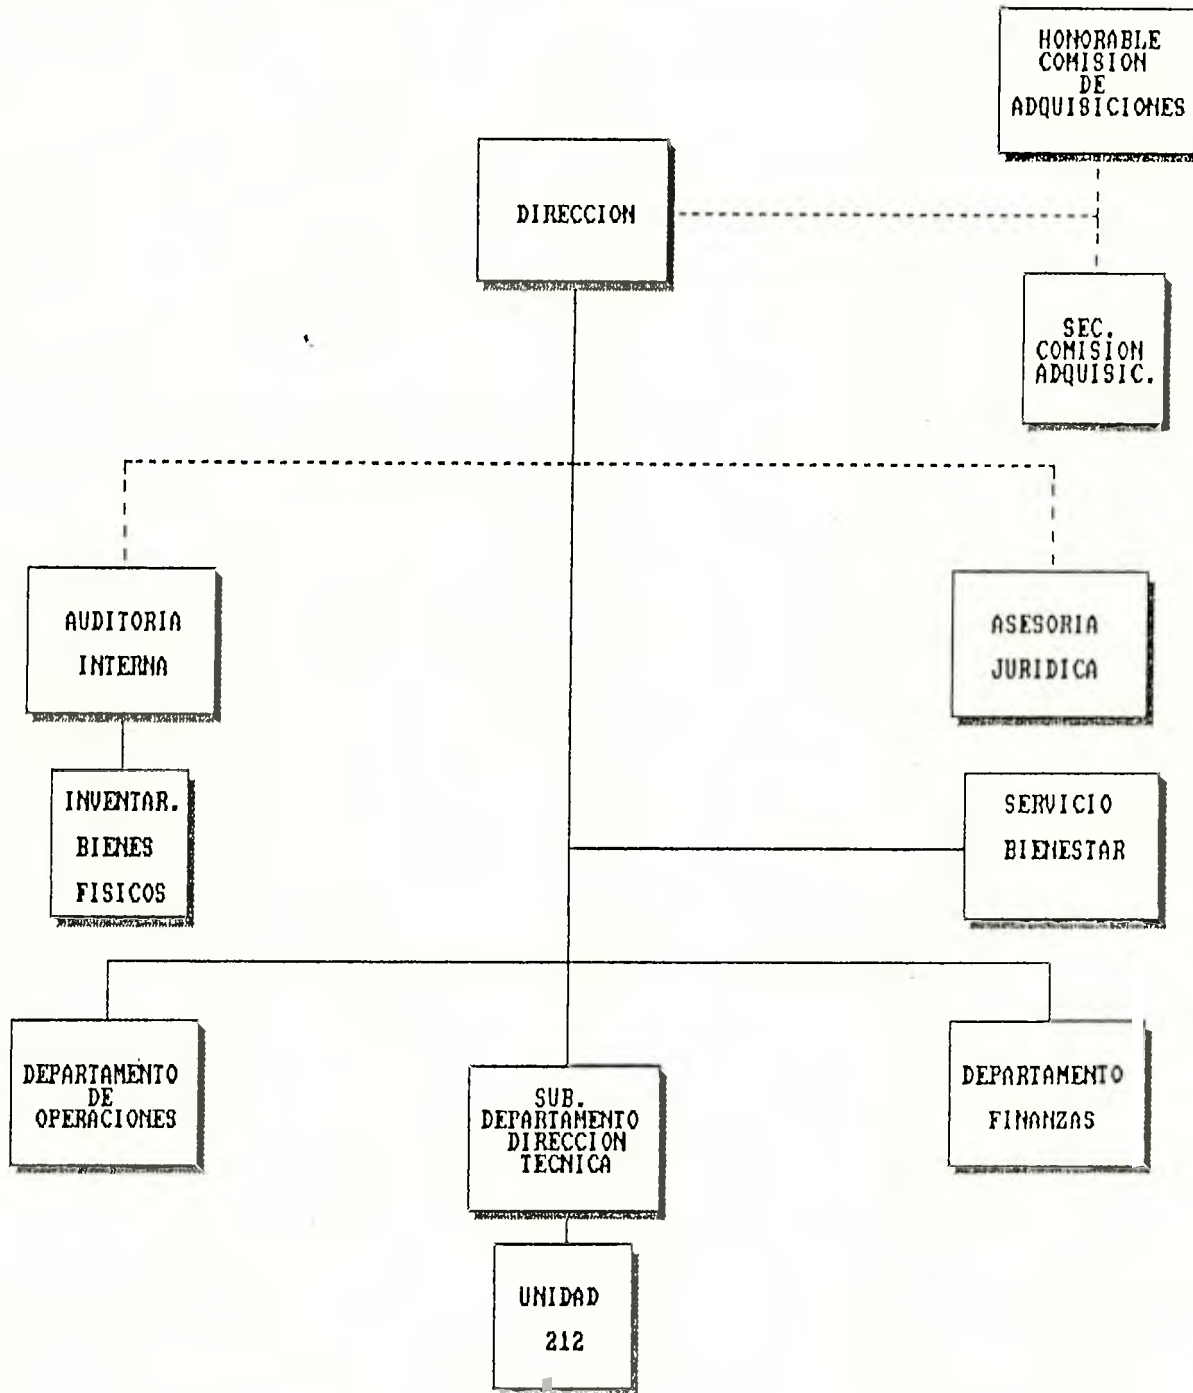 HONORABLE
COMISION
DE
ADQUISICIONES
DIRECCION
SEC.
COMISION
ADQUISIC.
AUDITORIA
INTERNA
ASESORIA
JURIDICA
INVENTAR.
BIENES
FISICOS
SERVICIO
BIENESTAR
DEPARTAMENTO
DE
OPERACIONES
SUB.
DEPARTAMENTO
DIRECCION
TECNICA
DEPARTAMENTO
FINANZAS
UNIDAD
212